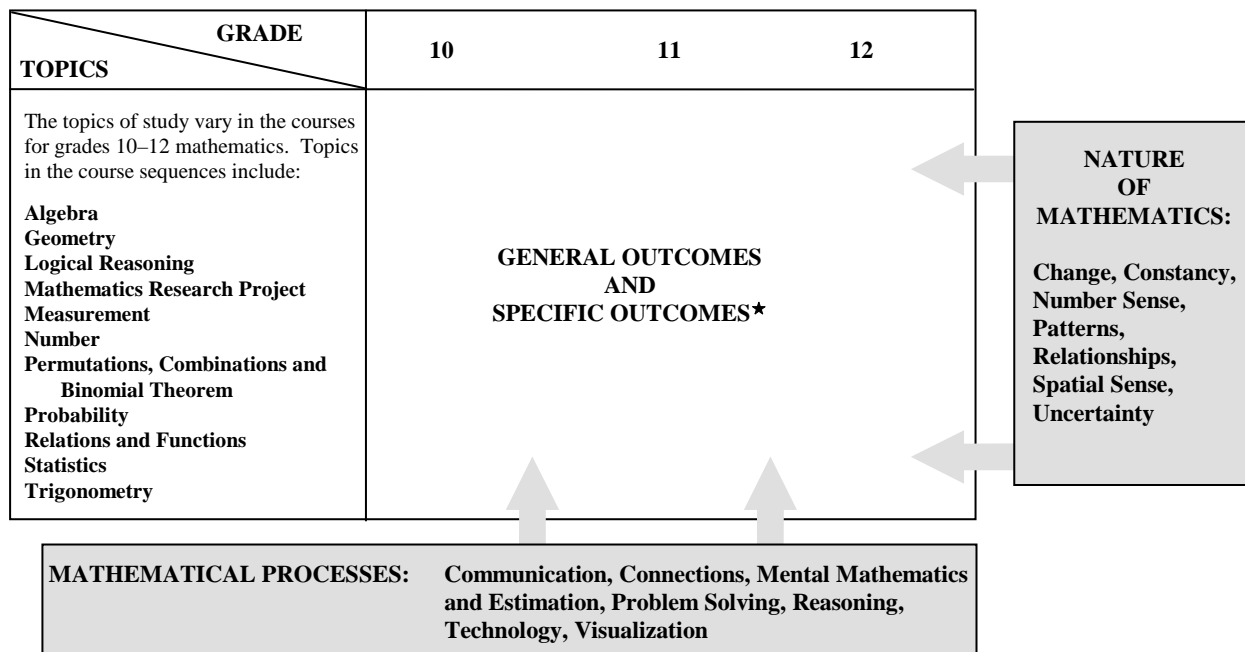 GRADE
TOPICS
10 11 12
The topics of study vary in the courses
for grades 10–12 mathematics. Topics
in the course sequences include:
Algebra
Geometry
Logical Reasoning
Mathematics Research Project
Measurement
Number
Permutations, Combinations and
Binomial Theorem
Probability
Relations and Functions
Statistics
Trigonometry
GENERAL OUTCOMES
AND
SPECIFIC OUTCOMES★
NATURE
OF
MATHEMATICS:
Change, Constancy,
Number Sense,
Patterns,
Relationships,
Spatial Sense,
Uncertainty
MATHEMATICAL PROCESSES: Communication, Connections, Mental Mathematics
and Estimation, Problem Solving, Reasoning,
Technology, Visualization